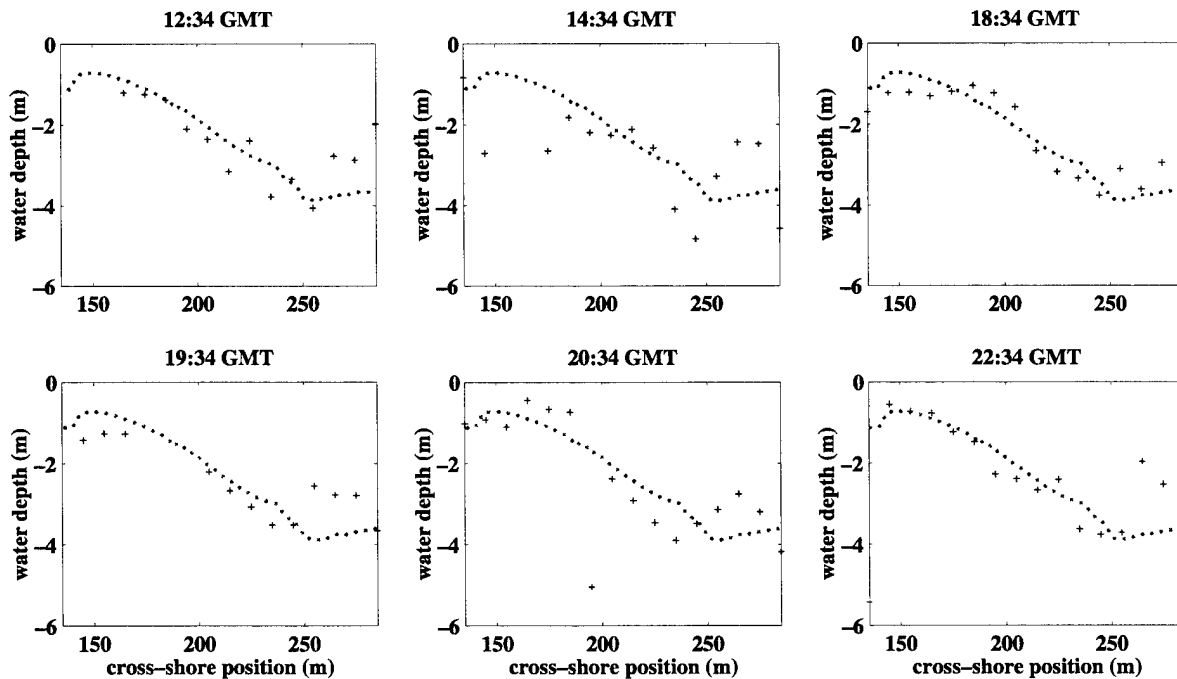 12:34 GMT
14:34 GMT
18:34 GMT
water depth (m)
0
−2
−4
−6
150
200
250
water depth (m)
0
−2
−4
−6
150
200
250
water depth (m)
0
−2
−4
−6
150
200
250
19:34 GMT
20:34 GMT
22:34 GMT
water depth (m)
0
−2
−4
−6
150
200
250
cross−shore position (m)
water depth (m)
0
−2
−4
−6
150
200
250
cross−shore position (m)
water depth (m)
0
−2
−4
−6
150
200
250
cross−shore position (m)